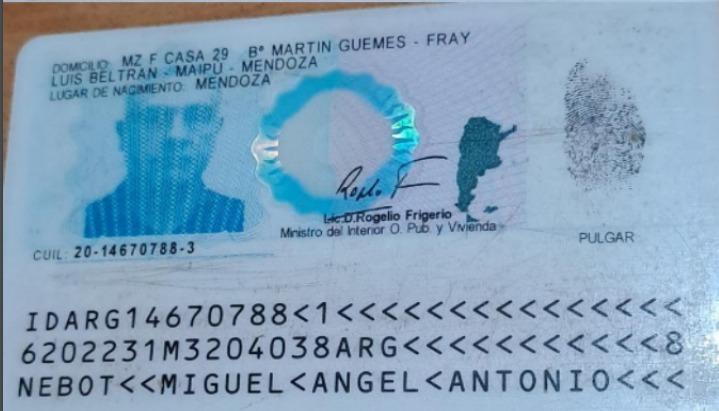 DOMICILIO: MZ F CASA 29 Bº MARTIN GUEMES - FRAY
LUIS BELTRAN - MAIPU - MENDOZA
LUGAR DE NACIMIENTO: MENDOZA
Lic.D.Rogelio Frigerio
Ministro del Interior O. Pub. y Vivienda
PULGAR
CUIL: 20-14670788-3
IDARG14670788<1<<<<<<<<<<<<<<<
6202231M3204038ARG<<<<<<<<<<<8
NEBOT<<MIGUEL<ANGEL<ANTONIO<<<